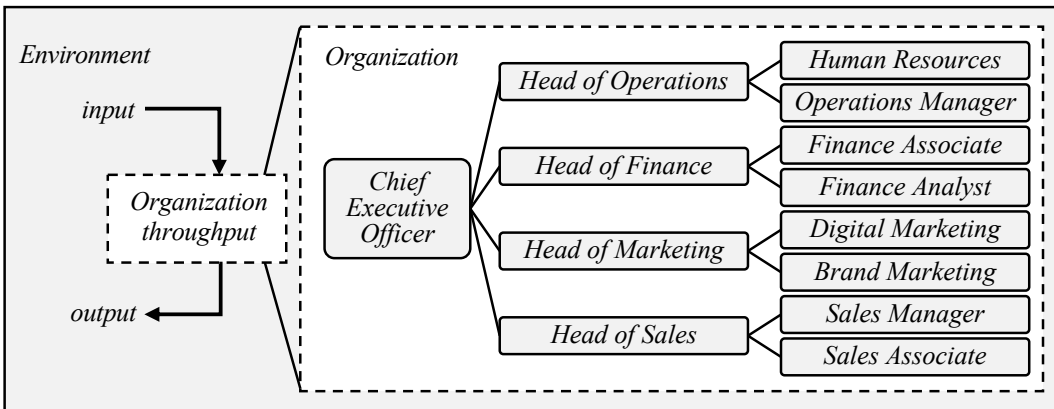 Environment
input
Organization
throughput
output
Organization
Chief
Executive
Officer
Head of Operations
Human Resources
Operations Manager
Head of Finance
Finance Associate
Finance Analyst
Head of Marketing
Digital Marketing
Brand Marketing
Head of Sales
Sales Manager
Sales Associate